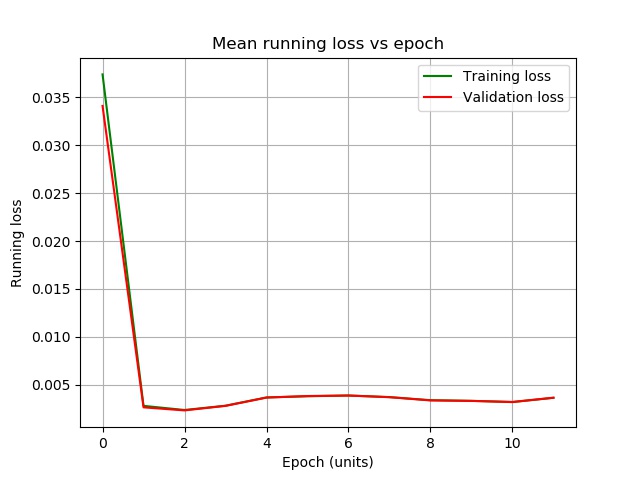 Mean running loss vs epoch
Training loss
Validation loss
0.035
0.030
0.025
0.020
0.015
0.010
0.005
Running loss
0 2 4 6 8 10
Epoch (units)